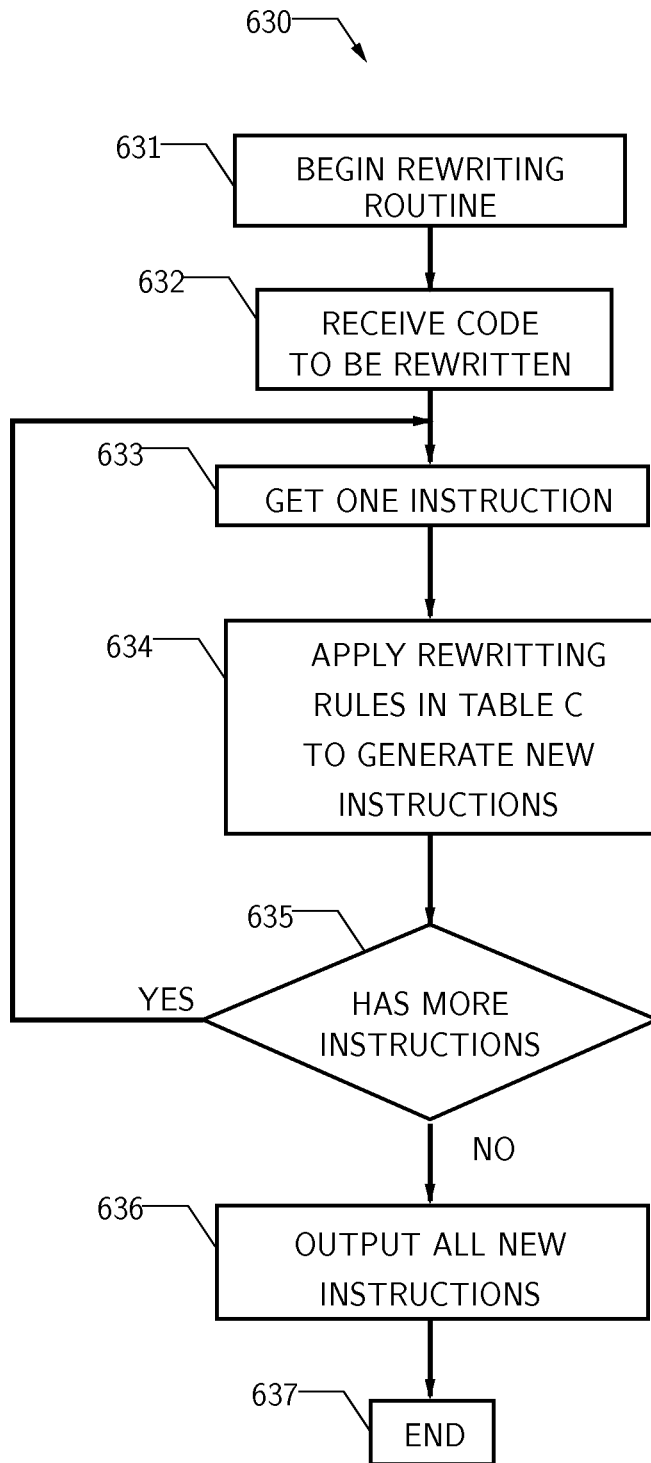 630
631
BEGIN REWRITING
ROUTINE
632
RECEIVE CODE
TO BE REWRITTEN
633
GET ONE INSTRUCTION
634
APPLY REWRITTING
RULES IN TABLE C
TO GENERATE NEW
INSTRUCTIONS
635
YES
HAS MORE
INSTRUCTIONS
NO
636
OUTPUT ALL NEW
INSTRUCTIONS
637
END